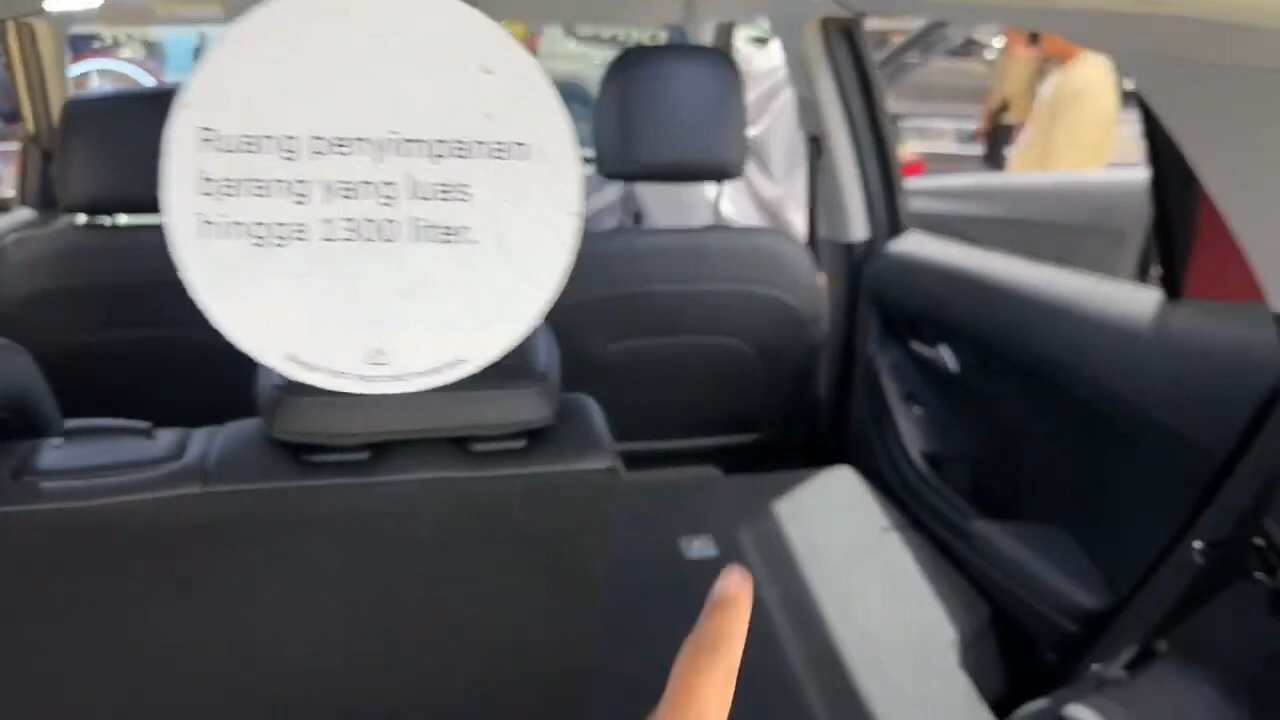 Ruang penyimpanan
barang yang luas
hingga 1300 liter.